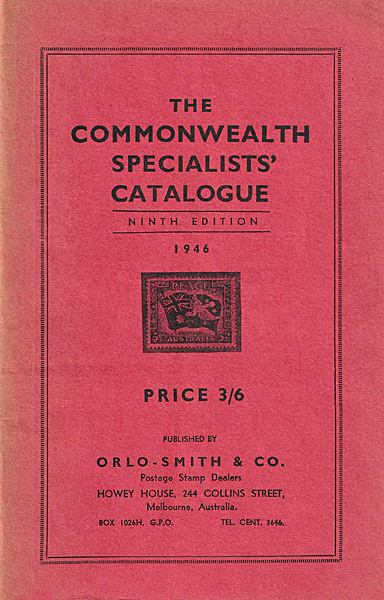 THE
COMMONWEALTH
SPECIALISTS'
CATALOGUE
NINTH EDITION
1946
PEACE
AUSTRALIA
PRICE 3/6
PUBLISHED BY
ORLO-SMITH & CO.
Postage Stamp Dealers
HOWEY HOUSE, 244 COLLINS STREET,
Melbourne, Australia.
BOX 1026H, G.P.O. TEL. CENT. 3646.